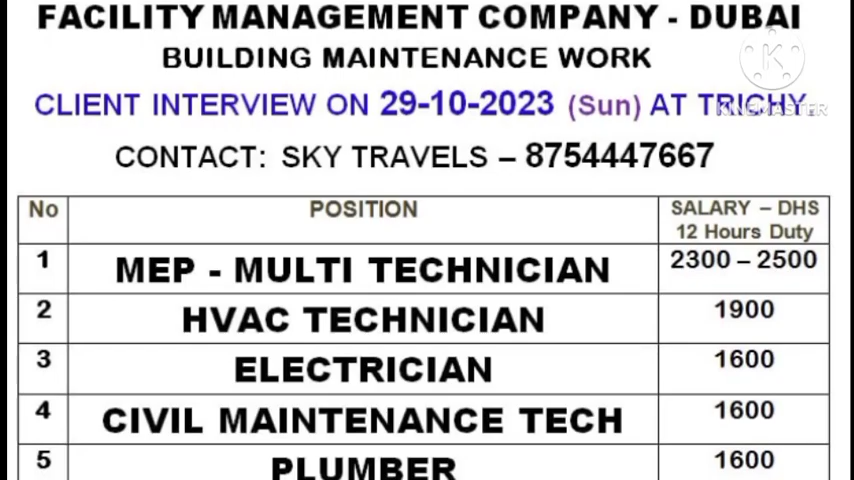 FACILITY MANAGEMENT COMPANY - DUBAI
BUILDING MAINTENANCE WORK
CLIENT INTERVIEW ON 29-10-2023 (Sun) AT TRICHY
K
KINEMASTER
CONTACT: SKY TRAVELS – 8754447667
No POSITION SALARY – DHS
12 Hours Duty
1 MEP - MULTI TECHNICIAN 2300 – 2500
2 HVAC TECHNICIAN 1900
3 ELECTRICIAN 1600
4 CIVIL MAINTENANCE TECH 1600
5 PLUMBER 1600